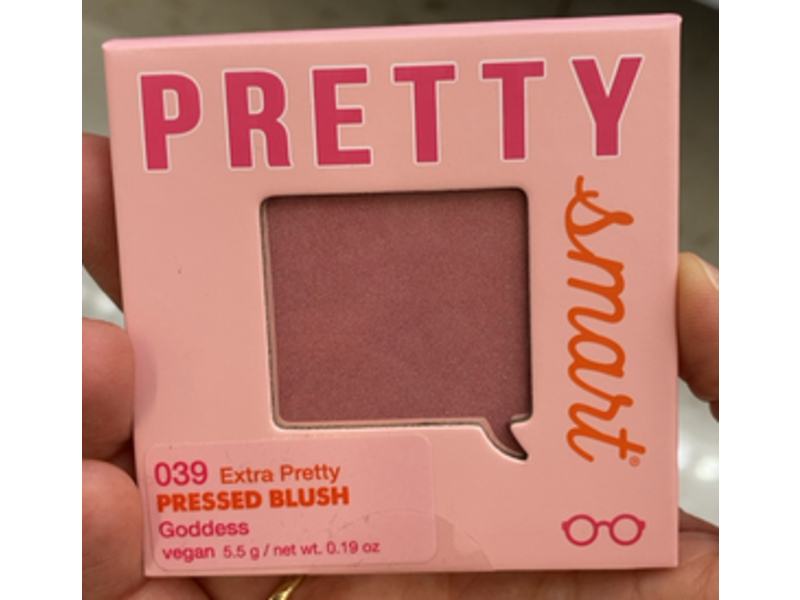 PRETTY
smart®
039 Extra Pretty
PRESSED BLUSH
Goddess
vegan 5.5 g / net wt. 0.19 oz